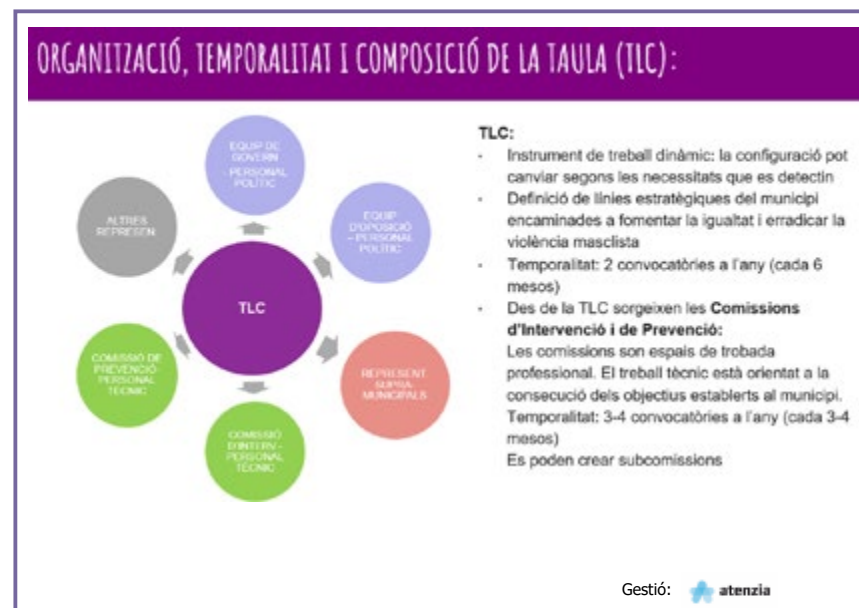 ORGANITZACIÓ, TEMPORALITAT I COMPOSICIÓ DE LA TAULA (TLC):
EQUIP DE
GOVERN
- PERSONAL
POLÍTIC
EQUIP
D'OPOSICIÓ
– PERSONAL
POLÍTIC
ALTRES
REPRESEN
TLC
COMISSIÓ DE
PREVENCIÓ-
PERSONAL
TÈCNIC
REPRESENT
SUPRA-
MUNICIPALS
COMISSIÓ
D'INTERV -
PERSONAL
TÈCNIC
TLC:
- Instrument de treball dinàmic: la configuració pot
canviar segons les necessitats que es detectin
- Definició de línies estratègiques del municipi
encaminades a fomentar la igualtat i erradicar la
violència masclista
- Temporalitat: 2 convocatòries a l'any (cada 6
mesos)
- Des de la TLC sorgeixen les Comissions
d'Intervenció i de Prevenció:
Les comissions son espais de trobada
professional. El treball tècnic està orientat a la
consecució dels objectius establerts al municipi.
Temporalitat: 3-4 convocatòries a l'any (cada 3-4
mesos)
Es poden crear subcomissions
Gestió: atenzia